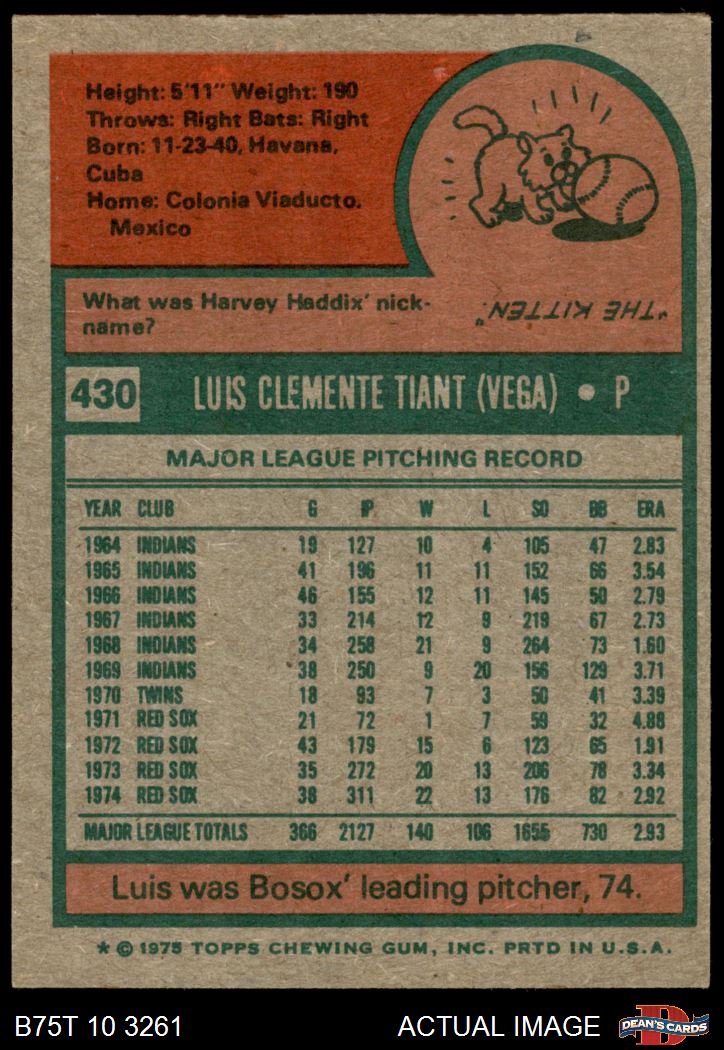 Height: 5'11" Weight: 190
Throws: Right Bats: Right
Born: 11-23-40, Havana,
Cuba
Home: Colonia Viaducto,
Mexico
What was Harvey Haddix' nick-
name?
"THE KITTEN."
430 LUIS CLEMENTE TIANT (VEGA) • P
MAJOR LEAGUE PITCHING RECORD
YEAR CLUB G IP W L SO BB ERA
1964 INDIANS 19 127 10 4 105 47 2.83
1965 INDIANS 41 196 11 11 152 66 3.54
1966 INDIANS 46 155 12 11 145 50 2.79
1967 INDIANS 33 214 12 9 219 67 2.73
1968 INDIANS 34 258 21 9 264 73 1.60
1969 INDIANS 38 250 9 20 156 129 3.71
1970 TWINS 18 93 7 3 50 41 3.39
1971 RED SOX 21 72 1 7 59 32 4.88
1972 RED SOX 43 179 15 6 123 65 1.91
1973 RED SOX 35 272 20 13 206 78 3.34
1974 RED SOX 38 311 22 13 176 82 2.92
MAJOR LEAGUE TOTALS 366 2127 140 106 1655 730 2.93
Luis was Bosox' leading pitcher, 74.
* © 1975 TOPPS CHEWING GUM, INC. PRTD IN U.S.A.
B75T 10 3261 ACTUAL IMAGE DEAN'S CARDS